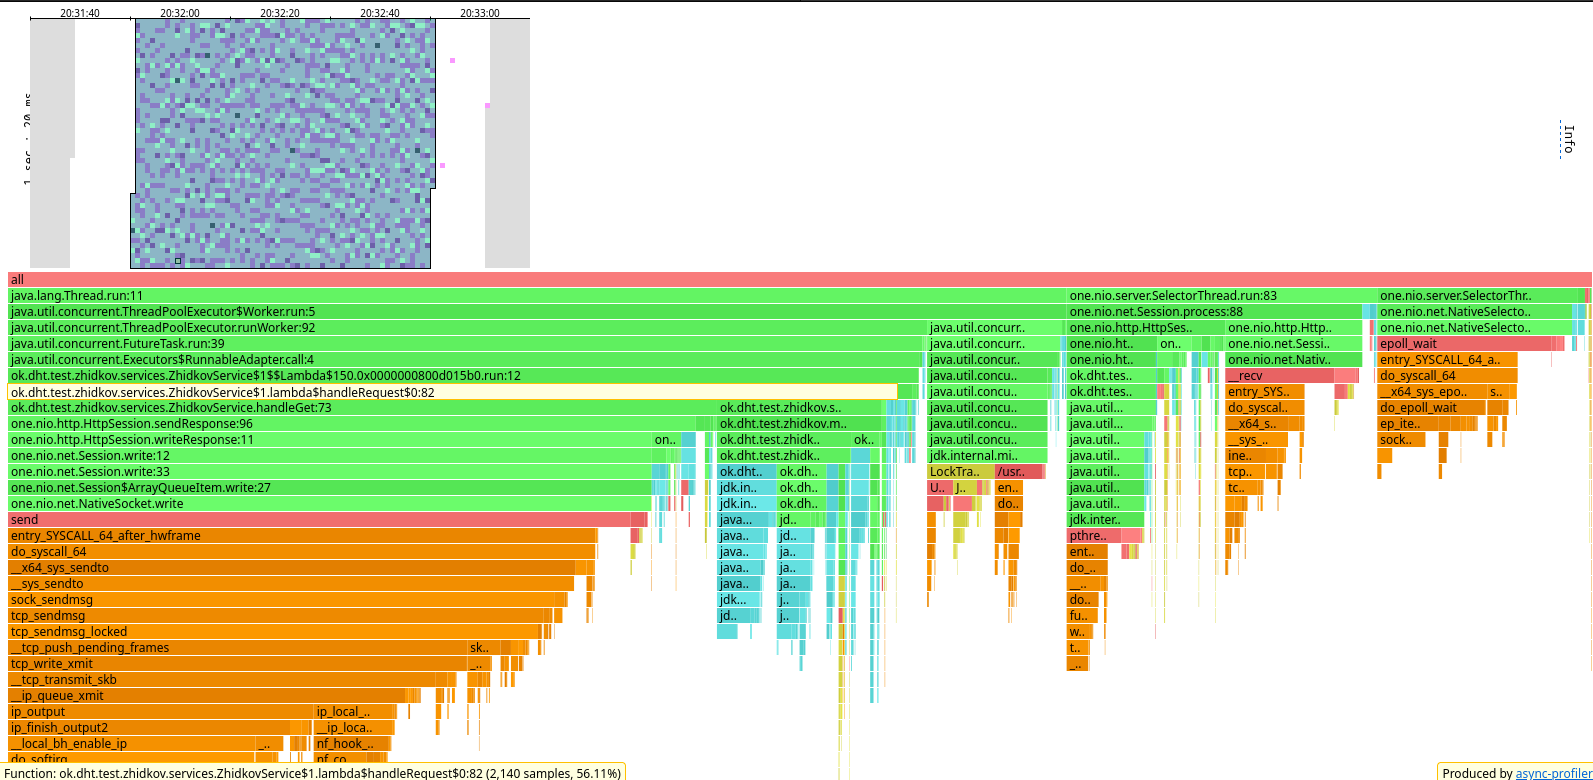 20:31:40 20:32:00 20:32:20 20:32:40 20:33:00
Info
all
java.lang.Thread.run:11 one.nio.server.SelectorThread.run:83 one.nio.server.SelectorThr..
java.util.concurrent.ThreadPoolExecutor$Worker.run:5 one.nio.net.Session.process:88 one.nio.net.NativeSelecto..
java.util.concurrent.ThreadPoolExecutor.runWorker:92 java.util.concurr.. one.nio.http.HttpSes.. one.nio.http.Http.. one.nio.net.NativeSelecto..
java.util.concurrent.FutureTask.run:39 java.util.concurr.. one.nio.ht.. on.. one.nio.net.Sessi.. epoll_wait
java.util.concurrent.Executors$RunnableAdapter.call:4 java.util.concur.. one.nio.ht.. one.nio.net.Nativ.. entry_SYSCALL_64_a..
ok.dht.test.zhidkov.services.ZhidkovService$1$$Lambda$150.0x0000000800d015b0.run:12 java.util.concu.. ok.dht.tes.. __recv do_syscall_64
ok.dht.test.zhidkov.services.ZhidkovService$1.lambda$handleRequest$0:82 java.util.concu.. ok.dht.tes.. entry_SYS.. __x64_sys_epo.. s..
ok.dht.test.zhidkov.services.ZhidkovService.handleGet:73 ok.dht.test.zhidkov.s.. java.util.concu.. java.util... do_syscal.. do_epoll_wait
one.nio.http.HttpSession.sendResponse:96 ok.dht.test.zhidkov.m.. java.util.concu.. java.util.. __x64_s.. ep_ite..
one.nio.http.HttpSession.writeResponse:11 on.. ok.dht.test.zhidk.. ok.. java.util.concu.. java.util.. __sys_.. sock..
one.nio.net.Session.write:12 ok.dht.test.zhidk.. jdk.internal.mi.. java.util.. ine..
one.nio.net.Session.write:33 ok.dht... ok.dh.. LockTra.. /usr.. java.util.. tcp..
one.nio.net.Session$ArrayQueueItem.write:27 jdk.in.. ok.dh.. U.. J.. en.. java.util.. tc..
one.nio.net.NativeSocket.write jdk.in.. ok.dh.. do.. java.util..
send java... jd.. jdk.inter..
entry_SYSCALL_64_after_hwframe java.. jd.. pthre..
do_syscall_64 java.. ja.. ent..
__x64_sys_sendto java.. ja.. do_..
__sys_sendto java.. ja.. __..
sock_sendmsg jdk... j.. do..
tcp_sendmsg jd.. j.. fu..
tcp_sendmsg_locked w..
__tcp_push_pending_frames sk.. t..
tcp_write_xmit _.. _..
__tcp_transmit_skb
__ip_queue_xmit
ip_output ip_local_..
ip_finish_output2 __ip_loca..
__local_bh_enable_ip _.. nf_hook_..
do_softirq nf_co
Function: ok.dht.test.zhidkov.services.ZhidkovService$1.lambda$handleRequest$0:82 (2,140 samples, 56.11%) Produced by async-profiler